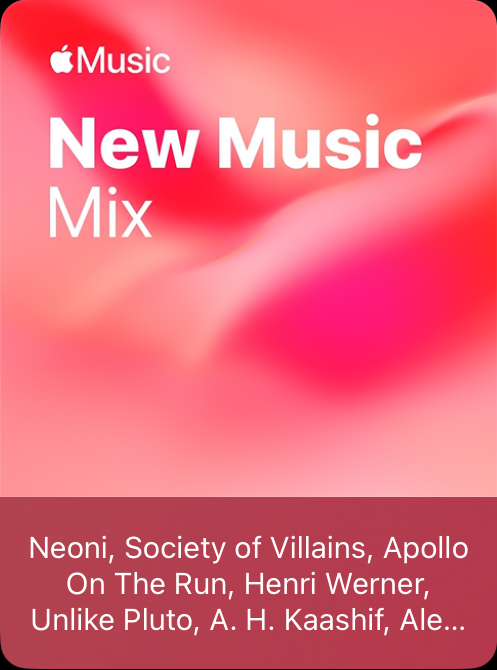 Music
New Music
Mix
Neoni, Society of Villains, Apollo
On The Run, Henri Werner,
Unlike Pluto, A. H. Kaashif, Ale...